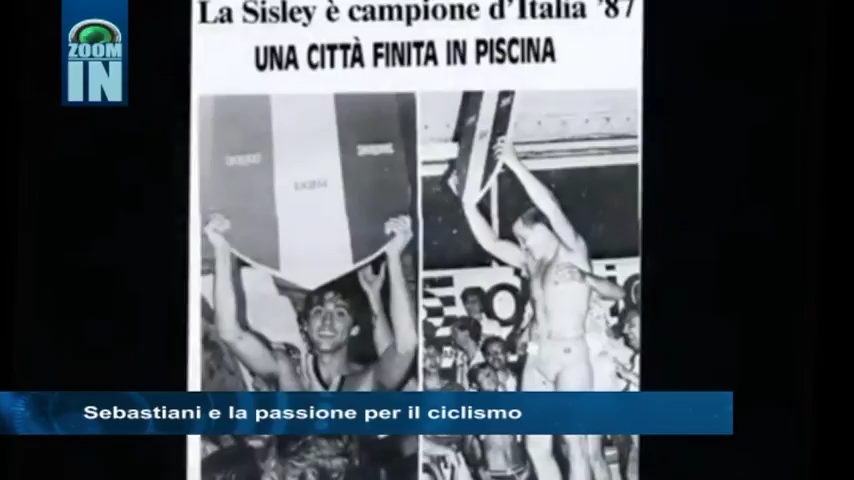 La Sisley è campione d'Italia '87
UNA CITTÀ FINITA IN PISCINA
ZOOM
IN
Sebastiani e la passione per il ciclismo